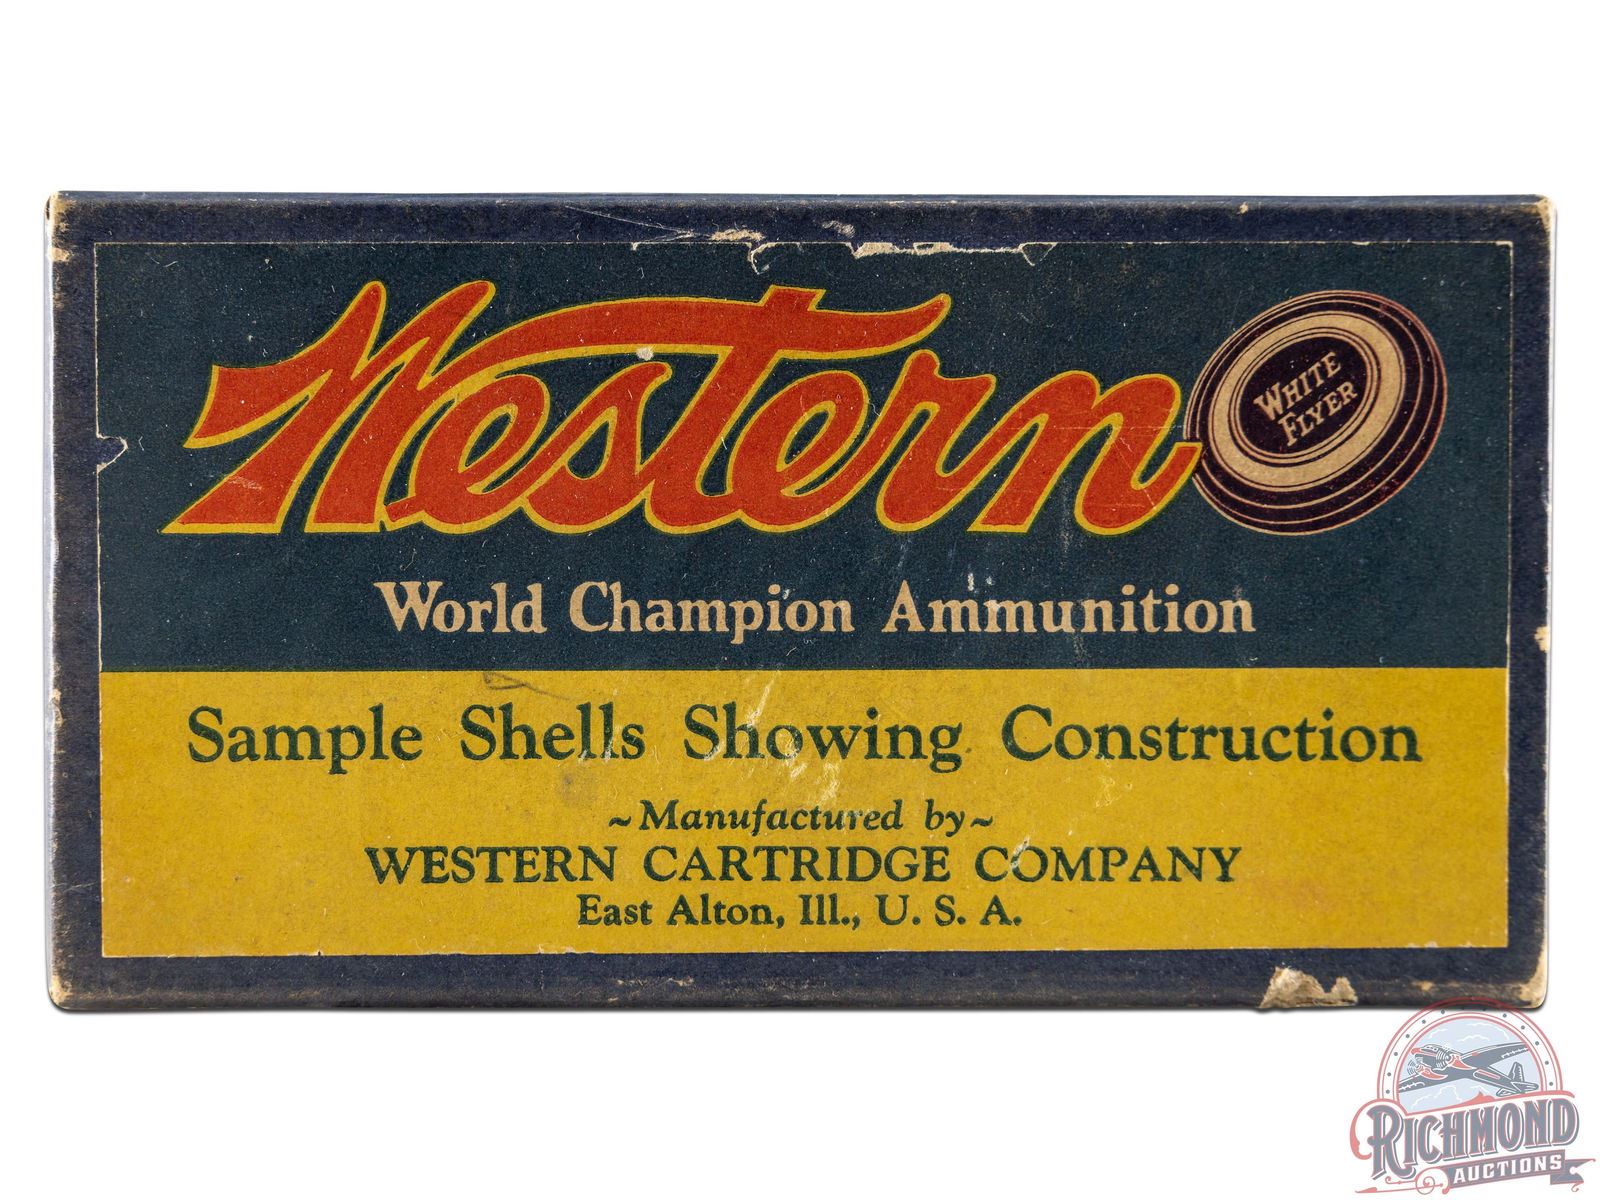 Western
WHITE
FLYER
World Champion Ammunition
Sample Shells Showing Construction
~Manufactured by~
WESTERN CARTRIDGE COMPANY
East Alton, Ill., U. S. A.
RICHMOND
AUCTIONS